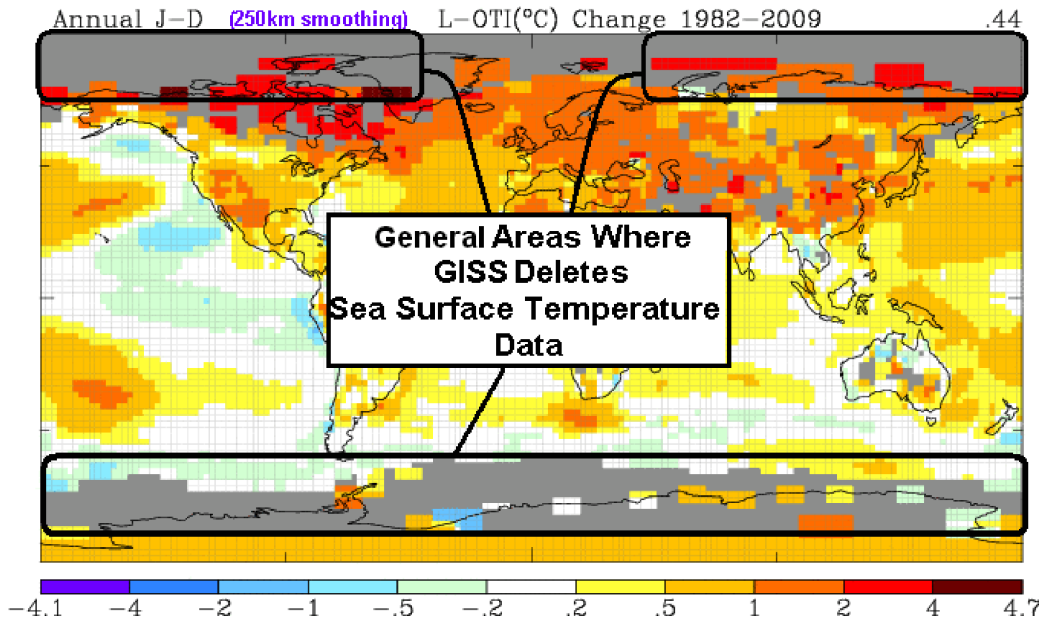 Annual J-D (250km smoothing) L-OTI(°C) Change 1982-2009 .44
General Areas Where
GISS Deletes
Sea Surface Temperature
Data
-4.1 -4 -2 -1 -.5 -.2 .2 .5 1 2 4 4.7